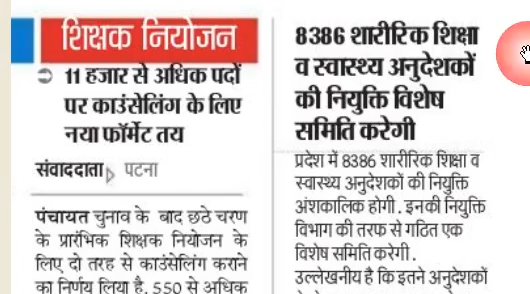 शिक्षक नियोजन
11 हजार से अधिक पदों
पर काउंसेलिंग के लिए
नया फॉर्मेट तय
संवाददाता पटना
पंचायत चुनाव के बाद छठे चरण
के प्रारंभिक शिक्षक नियोजन के
लिए दो तरह से काउंसेलिंग कराने
का निर्णय लिया है. 550 से अधिक
8386 शारीरिक शिक्षा
व स्वास्थ्य अनुदेशकों
की नियुक्ति विशेष
समिति करेगी
प्रदेश में 8386 शारीरिक शिक्षा व
स्वास्थ्य अनुदेशकों की नियुक्ति
अंशकालिक होगी. इनकी नियुक्ति
विभाग की तरफ से गठित एक
विशेष समिति करेगी.
उल्लेखनीय है कि इतने अनुदेशकों